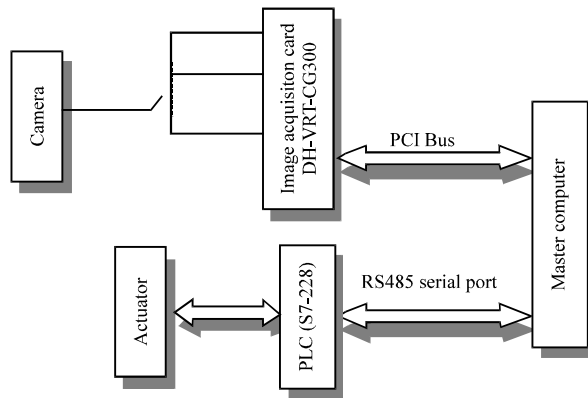 Camera
Image acquisiton card
DH-VRT-CG300
PCI Bus
Master computer
Actuator
PLC (S7-228)
RS485 serial port